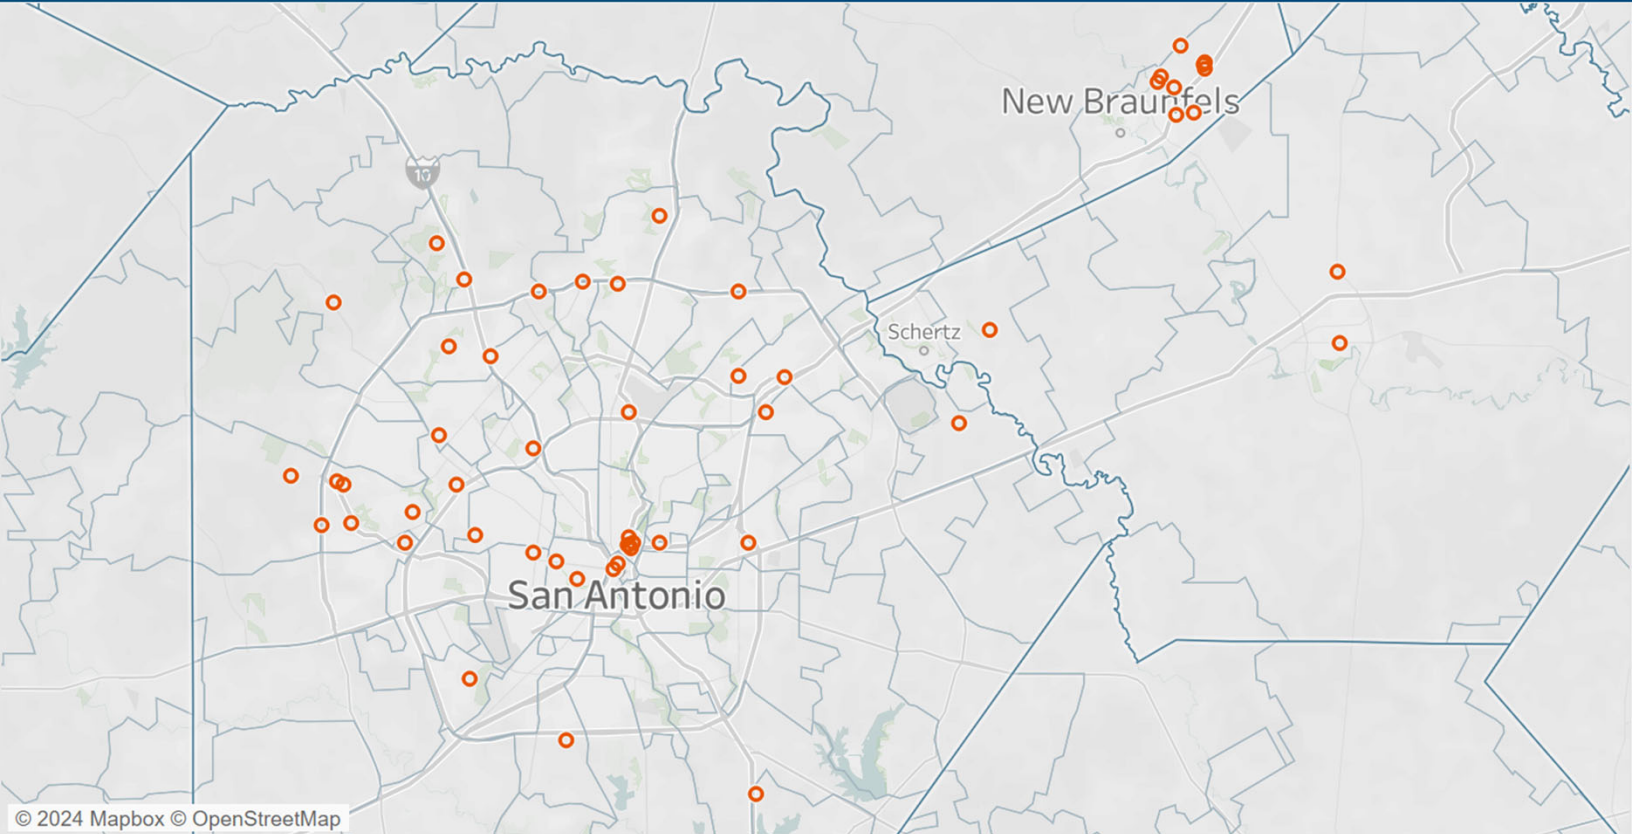 New Braunfels
10
Schertz
San Antonio
© 2024 Mapbox © OpenStreetMap